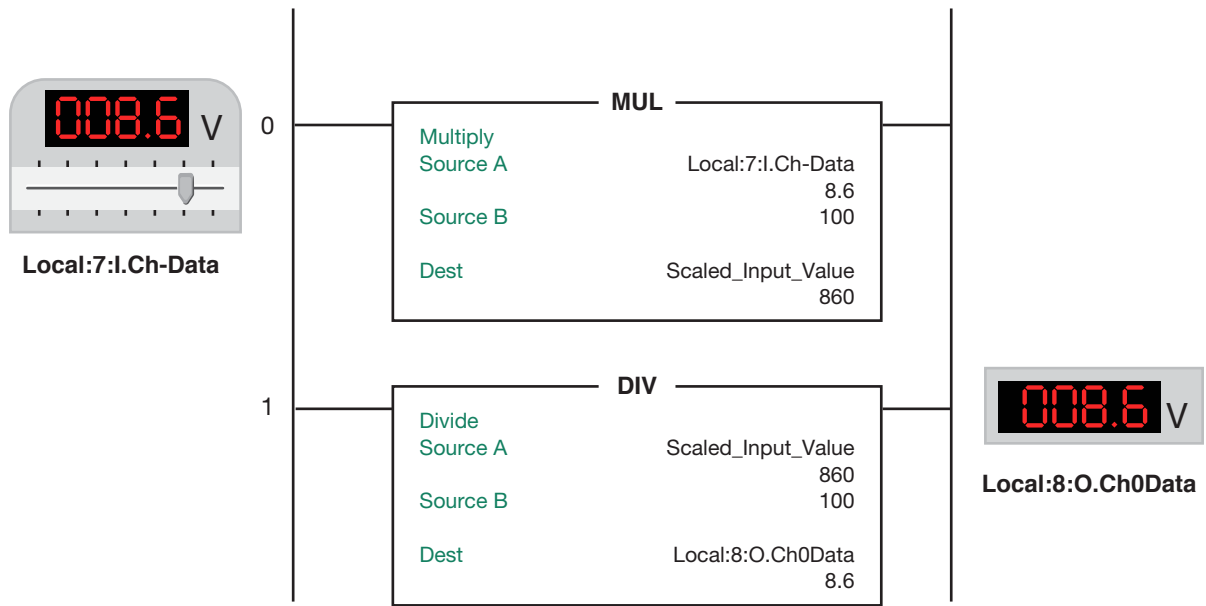 008.6 V
Local:7:I.Ch-Data
0
MUL
Multiply
Source A Local:7:I.Ch-Data
8.6
Source B 100
Dest Scaled_Input_Value
860
1
DIV
Divide
Source A Scaled_Input_Value
860
Source B 100
Dest Local:8:O.Ch0Data
8.6
008.6 V
Local:8:O.Ch0Data